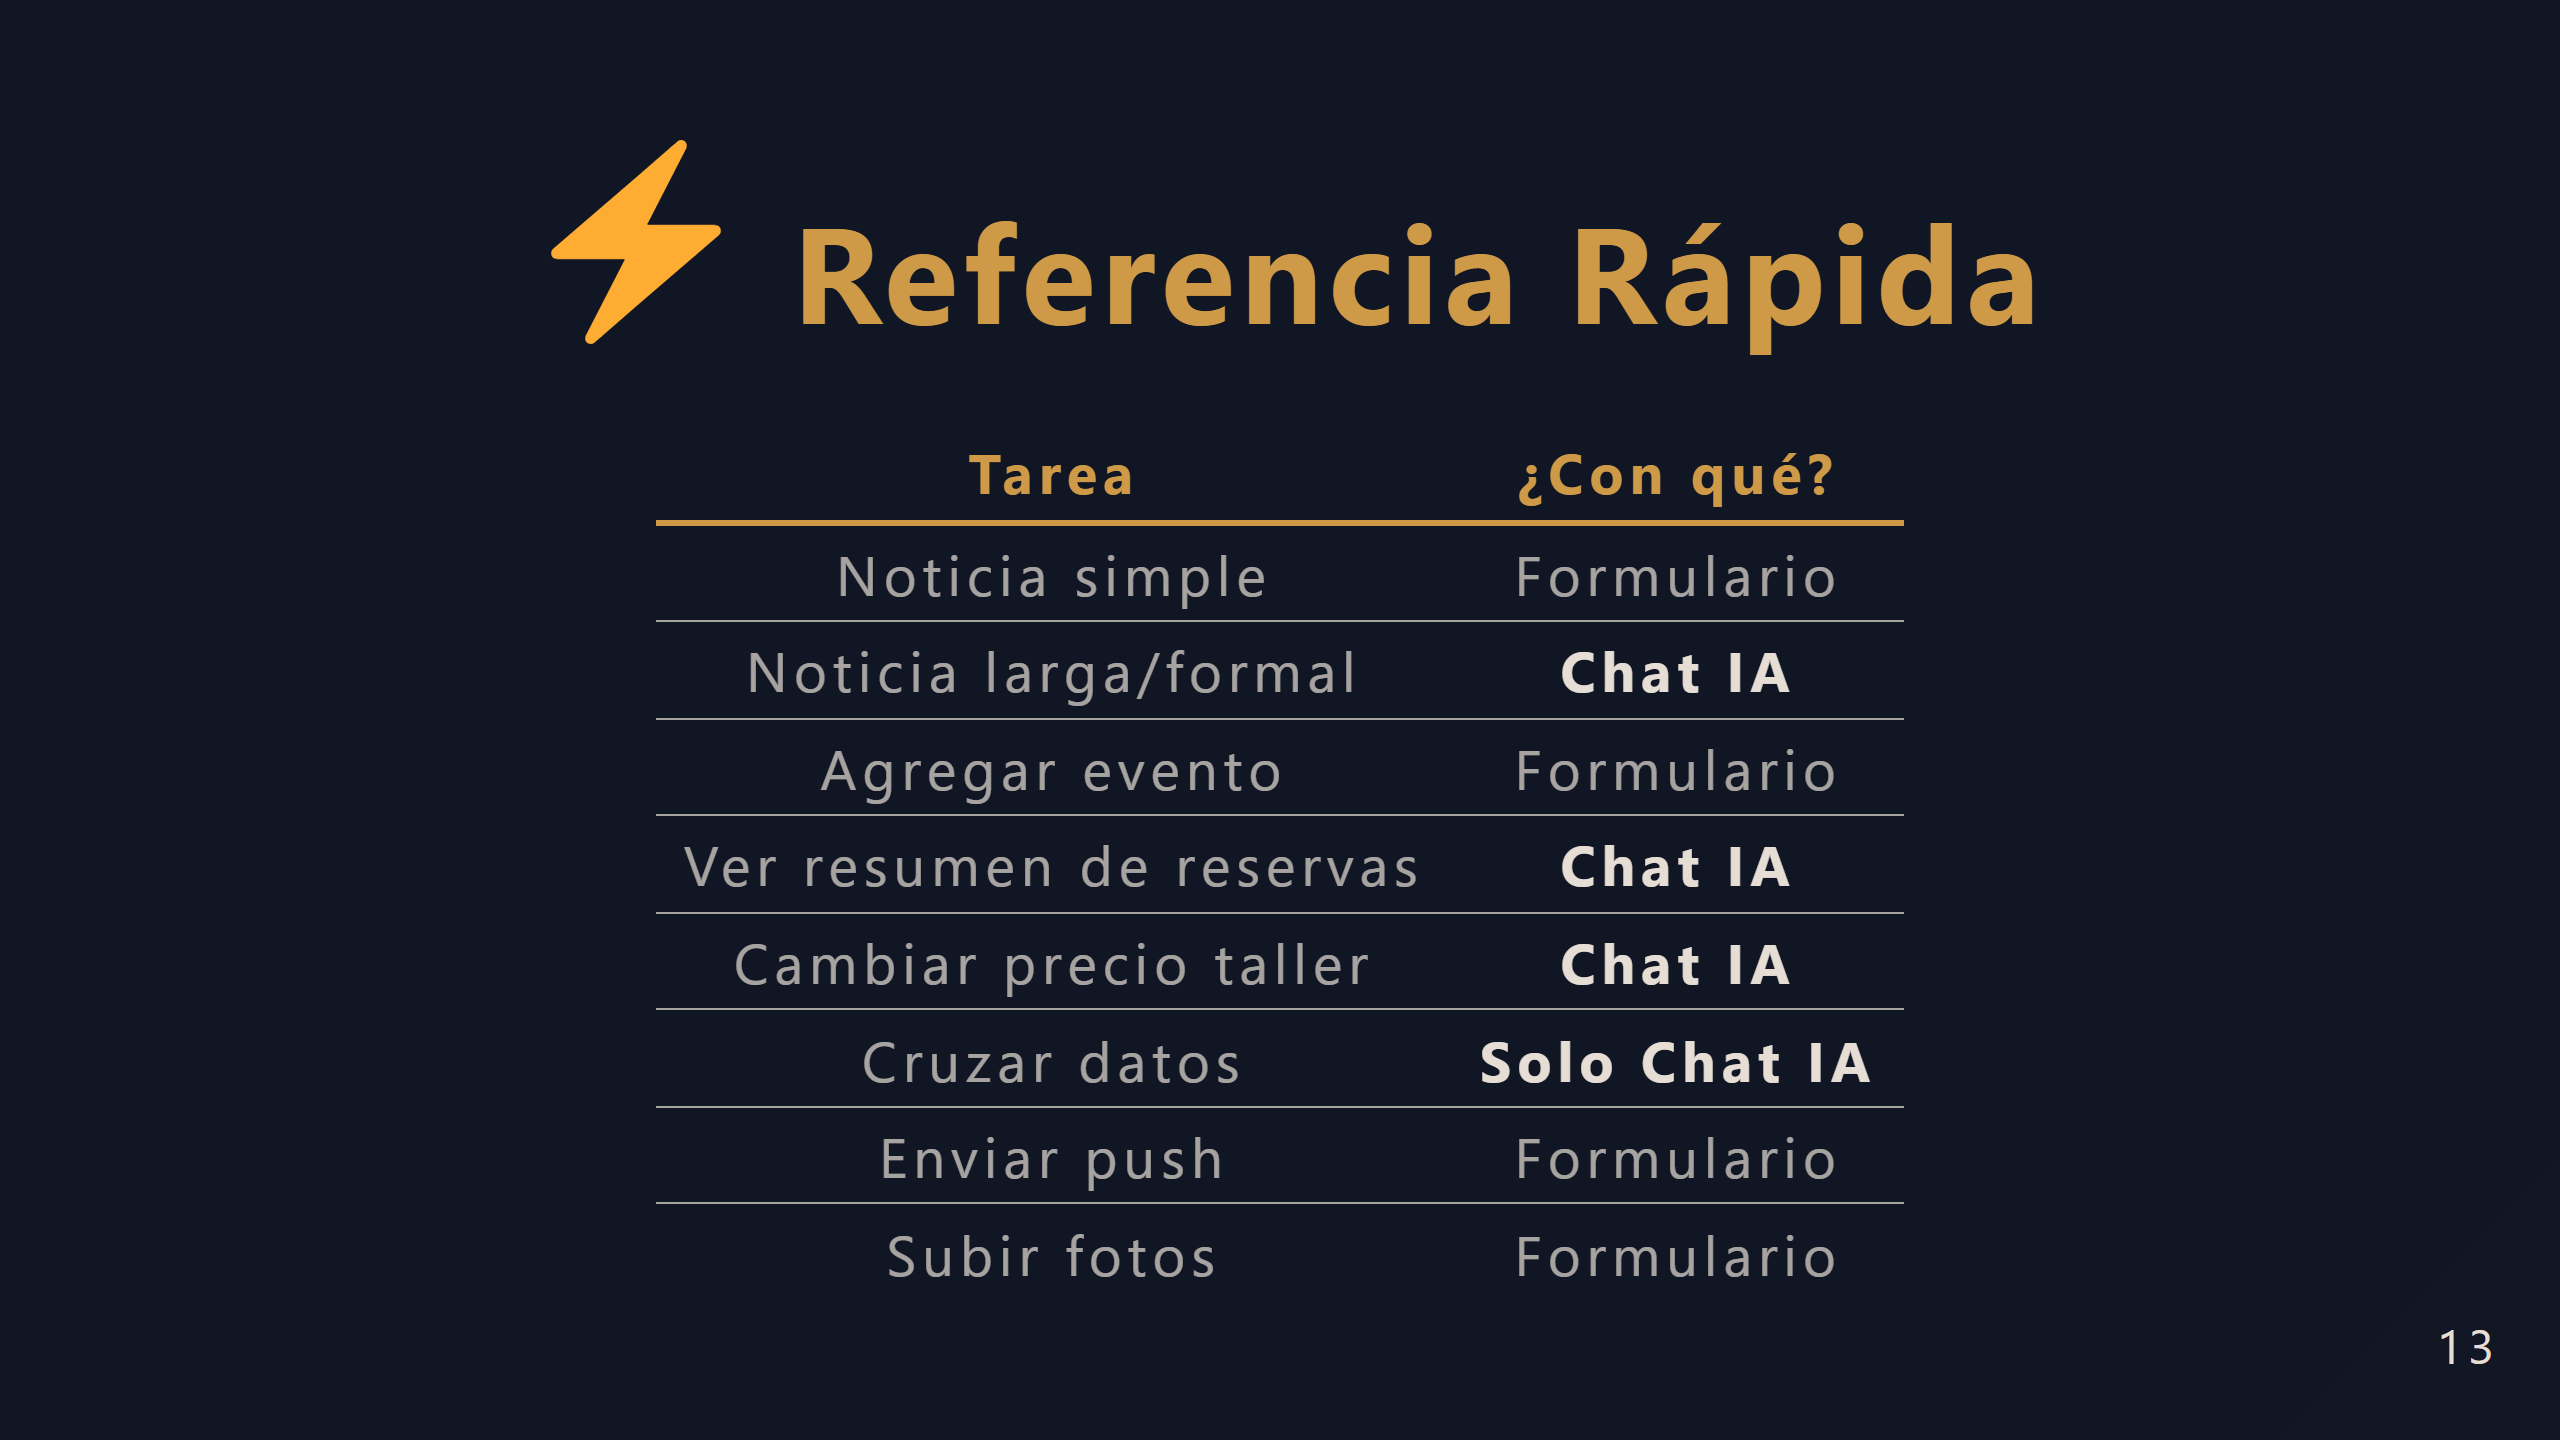 Referencia Rápida
Tarea ¿Con qué?
Noticia simple Formulario
Noticia larga/formal Chat IA
Agregar evento Formulario
Ver resumen de reservas Chat IA
Cambiar precio taller Chat IA
Cruzar datos Solo Chat IA
Enviar push Formulario
Subir fotos Formulario
13